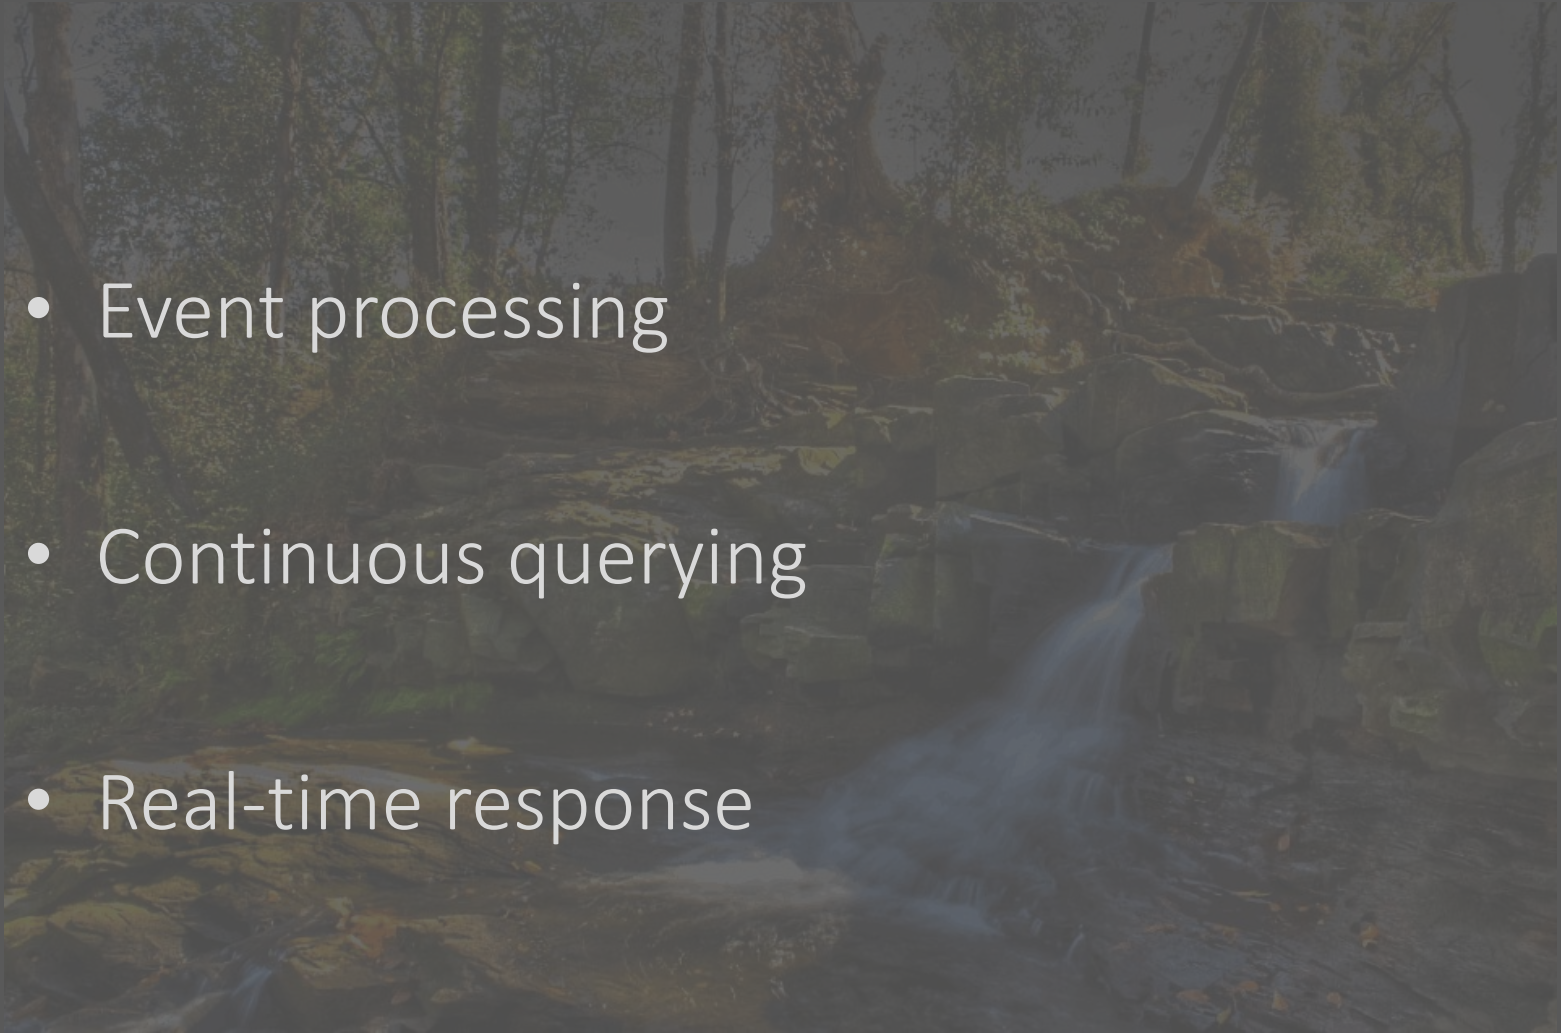 • Event processing
• Continuous querying
• Real-time response